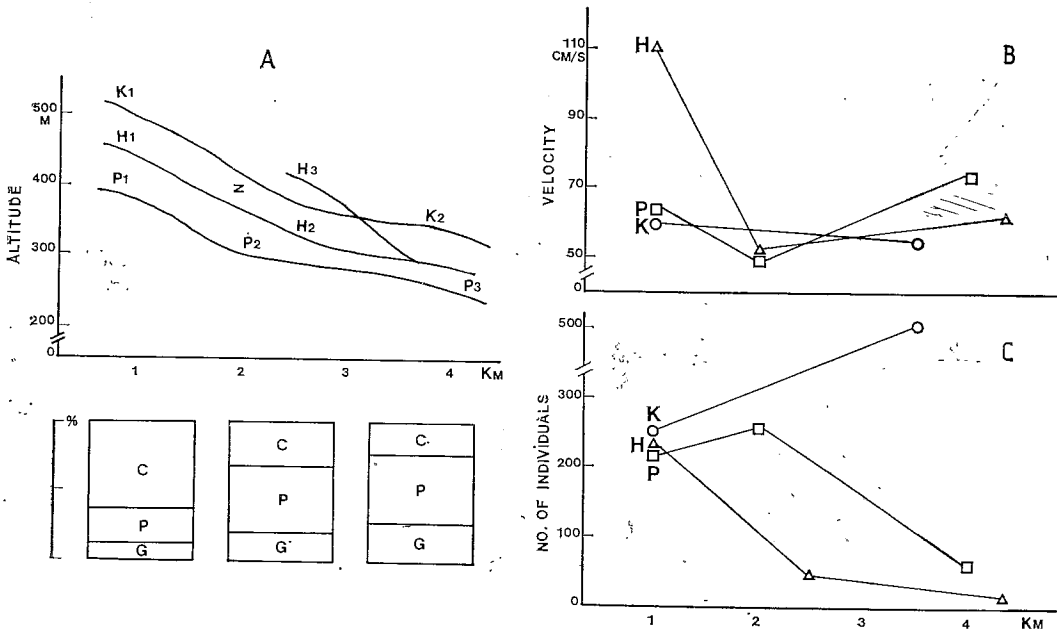 A
ALTITUDE
500
M
400
300
200
0
K1
H1
P1
N
H3
K2
H2
P2
P3
1 2 3 4 KM
%
C
P
G
C
P
G
C
P
G
B
VELOCITY
110
CM/S
90
70
50
0
H
P
K
C
NO. OF INDIVIDUALS
500
300
200
100
0
K
H
P
1 2 3 4 KM